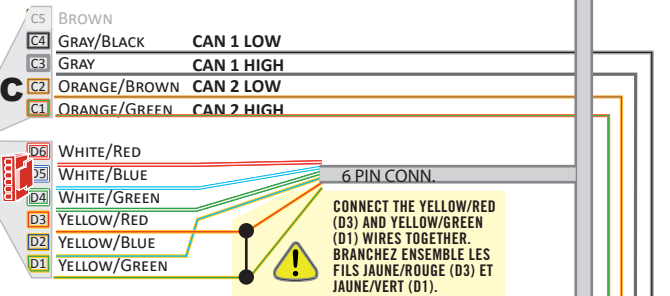 C5 BROWN
C4 GRAY/BLACK CAN 1 LOW
C3 GRAY CAN 1 HIGH
C
C2 ORANGE/BROWN CAN 2 LOW
C1 ORANGE/GREEN CAN 2 HIGH
D6 WHITE/RED
D5 WHITE/BLUE
6 PIN CONN.
D4 WHITE/GREEN
D3 YELLOW/RED
D2 YELLOW/BLUE
D1 YELLOW/GREEN
!
CONNECT THE YELLOW/RED
(D3) AND YELLOW/GREEN
(D1) WIRES TOGETHER.
BRANCHEZ ENSEMBLE LES
FILS JAUNE/ROUGE (D3) ET
JAUNE/VERT (D1).